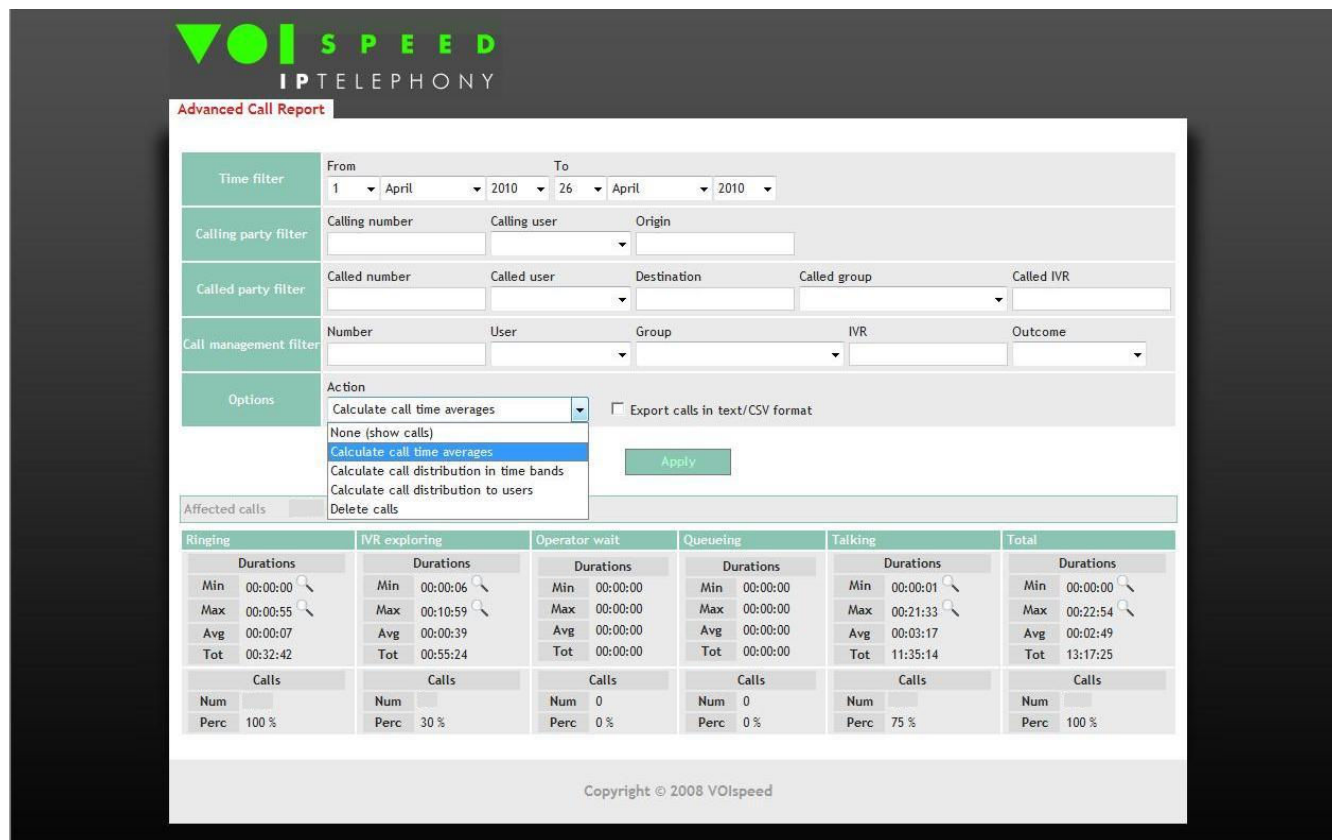 VOISPEED
IPTELEPHONY
Advanced Call Report
Time filter
From To
1 April 2010 26 April 2010
Calling party filter
Calling number Calling user Origin
Called party filter
Called number Called user Destination Called group Called IVR
Call management filter
Number User Group IVR Outcome
Options
Action
Calculate call time averages Export calls in text/CSV format
None (show calls)
Calculate call time averages
Calculate call distribution in time bands
Calculate call distribution to users
Delete calls
Apply
Affected calls
Ringing IVR exploring Operator wait Queueing Talking Total
Durations Durations Durations Durations Durations Durations
Min 00:00:00 Min 00:00:06 Min 00:00:00 Min 00:00:00 Min 00:00:01 Min 00:00:00
Max 00:00:55 Max 00:10:59 Max 00:00:00 Max 00:00:00 Max 00:21:33 Max 00:22:54
Avg 00:00:07 Avg 00:00:39 Avg 00:00:00 Avg 00:00:00 Avg 00:03:17 Avg 00:02:49
Tot 00:32:42 Tot 00:55:24 Tot 00:00:00 Tot 00:00:00 Tot 11:35:14 Tot 13:17:25
Calls Calls Calls Calls Calls Calls
Num Num Num 0 Num 0 Num Num
Perc 100 % Perc 30 % Perc 0 % Perc 0 % Perc 75 % Perc 100 %
Copyright © 2008 VOIspeed